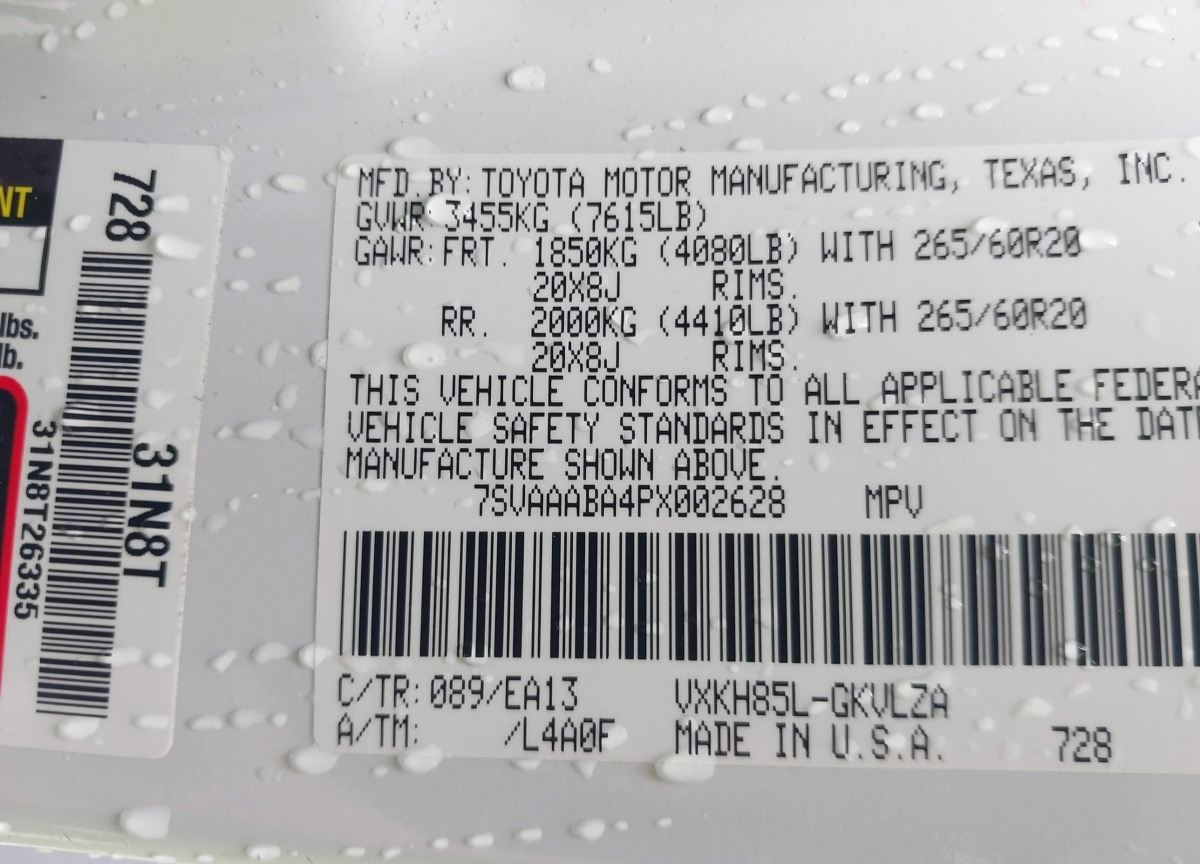 NT
lbs.
lb.
728
31N8T
31N8T26335
MFD. BY: TOYOTA MOTOR MANUFACTURING, TEXAS, INC.
GVWR 3455KG (7615LB)
GAWR: FRT. 1850KG (4080LB) WITH 265/60R20
20X8J RIMS.
RR. 2000KG (4410LB) WITH 265/60R20
20X8J RIMS.
THIS VEHICLE CONFORMS TO ALL APPLICABLE FEDERA
VEHICLE SAFETY STANDARDS IN EFFECT ON THE DAT
MANUFACTURE SHOWN ABOVE.
7SVAAABA4PX002628 MPV
C/TR: 089/EA13 VXKH85L-GKVLZA
A/TM: /L4A0F MADE IN U.S.A. 728